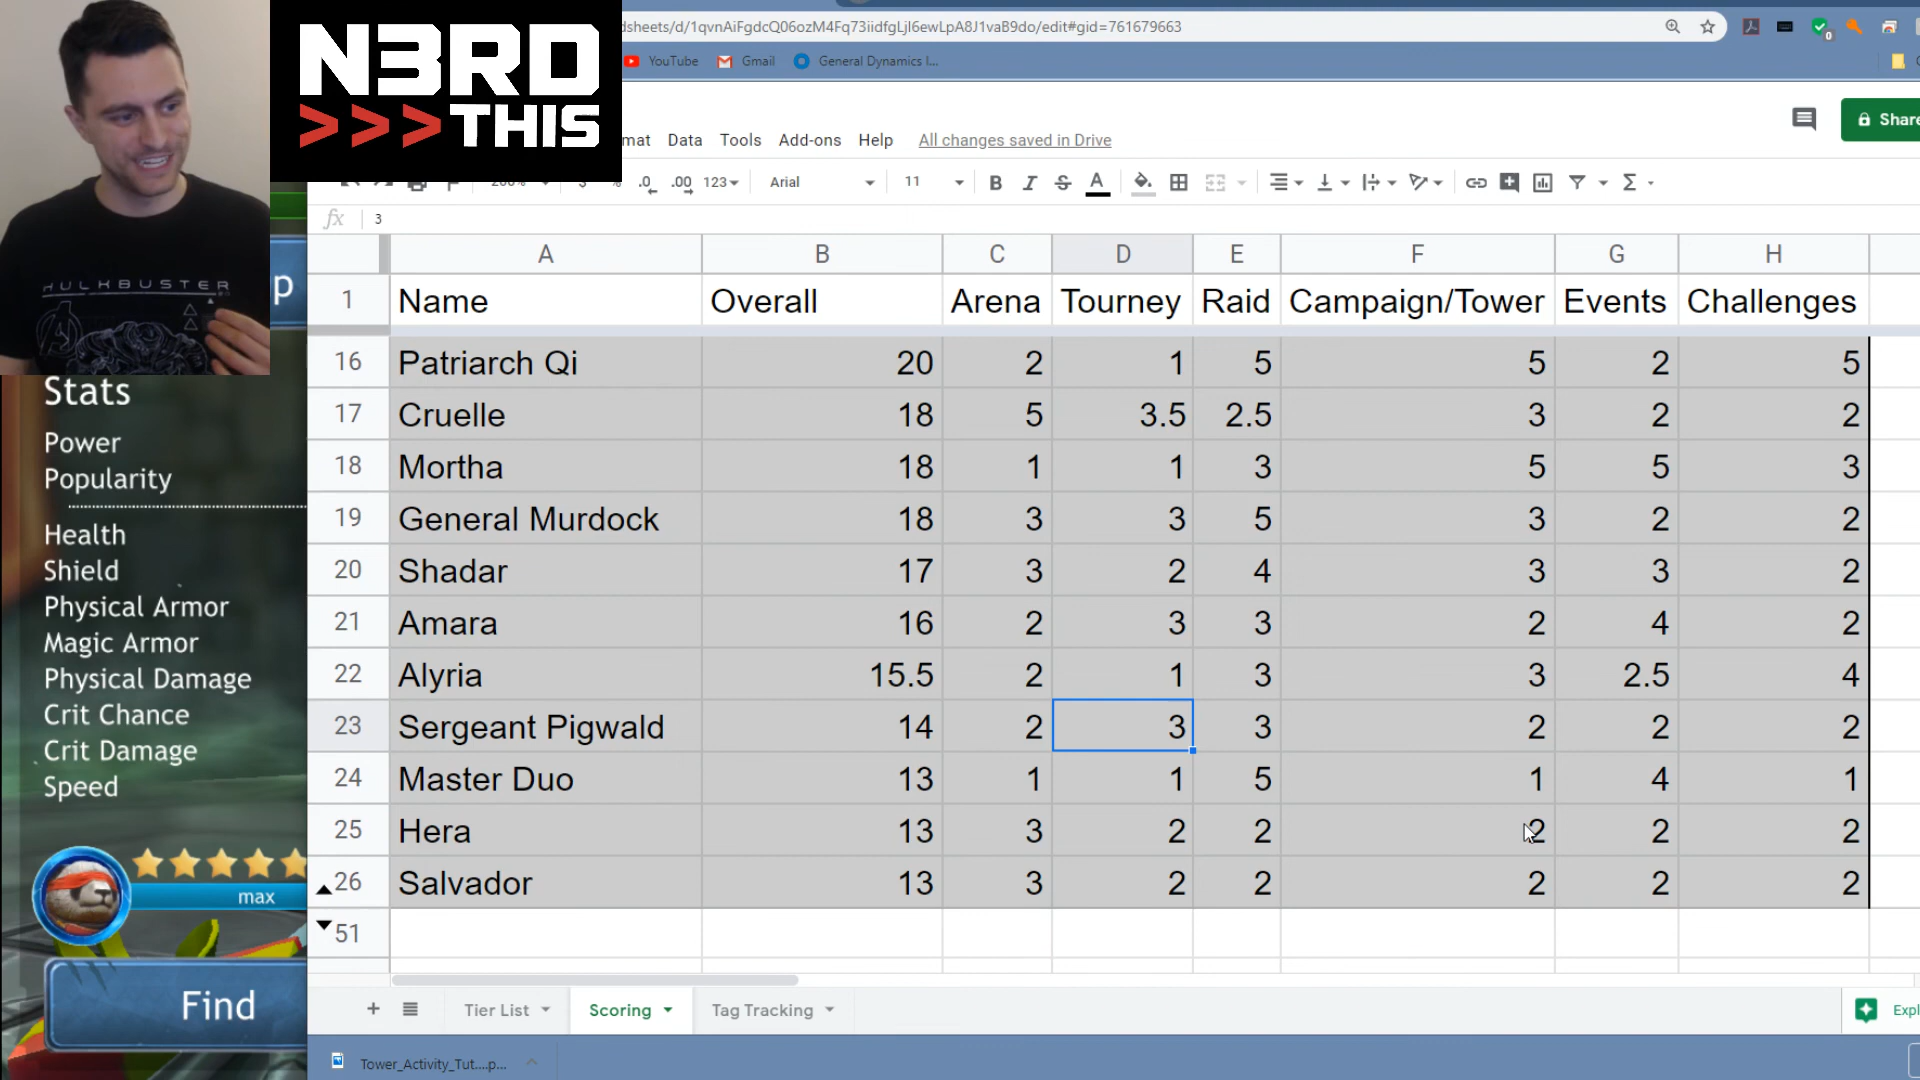 N3RD
>>> THIS
dsheets/d/1qvnAiFgdcQ06ozM4Fq73iidfgLjI6ewLpA8J1vaB9do/edit#gid=761679663
YouTube Gmail General Dynamics I...
mat Data Tools Add-ons Help All changes saved in Drive
Share
.0 .00 123 Arial 11 B I S A
fx 3
A B C D E F G H
1 Name Overall Arena Tourney Raid Campaign/Tower Events Challenges
16 Patriarch Qi 20 2 1 5 5 2 5
17 Cruelle 18 5 3.5 2.5 3 2 2
18 Mortha 18 1 1 3 5 5 3
19 General Murdock 18 3 3 5 3 2 2
20 Shadar 17 3 2 4 3 3 2
21 Amara 16 2 3 3 2 4 2
22 Alyria 15.5 2 1 3 3 2.5 4
23 Sergeant Pigwald 14 2 3 3 2 2 2
24 Master Duo 13 1 1 5 1 4 1
25 Hera 13 3 2 2 2 2 2
26 Salvador 13 3 2 2 2 2 2
51
+ Tier List Scoring Tag Tracking
Expl
Tower_Activity_Tut....p...
HULKBUSTER
p
Stats
Power
Popularity
Health
Shield
Physical Armor
Magic Armor
Physical Damage
Crit Chance
Crit Damage
Speed
max
Find